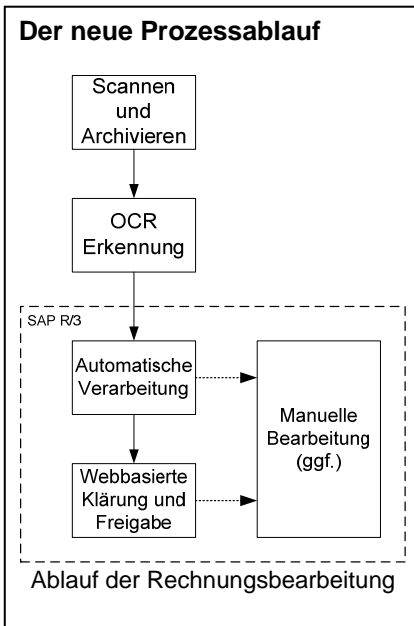 Der neue Prozessablauf
Scannen
und
Archivieren
OCR
Erkennung
SAP R/3
Automatische
Verarbeitung
Manuelle
Bearbeitung
(ggf.)
Webbasierte
Klärung und
Freigabe
Ablauf der Rechnungsbearbeitung